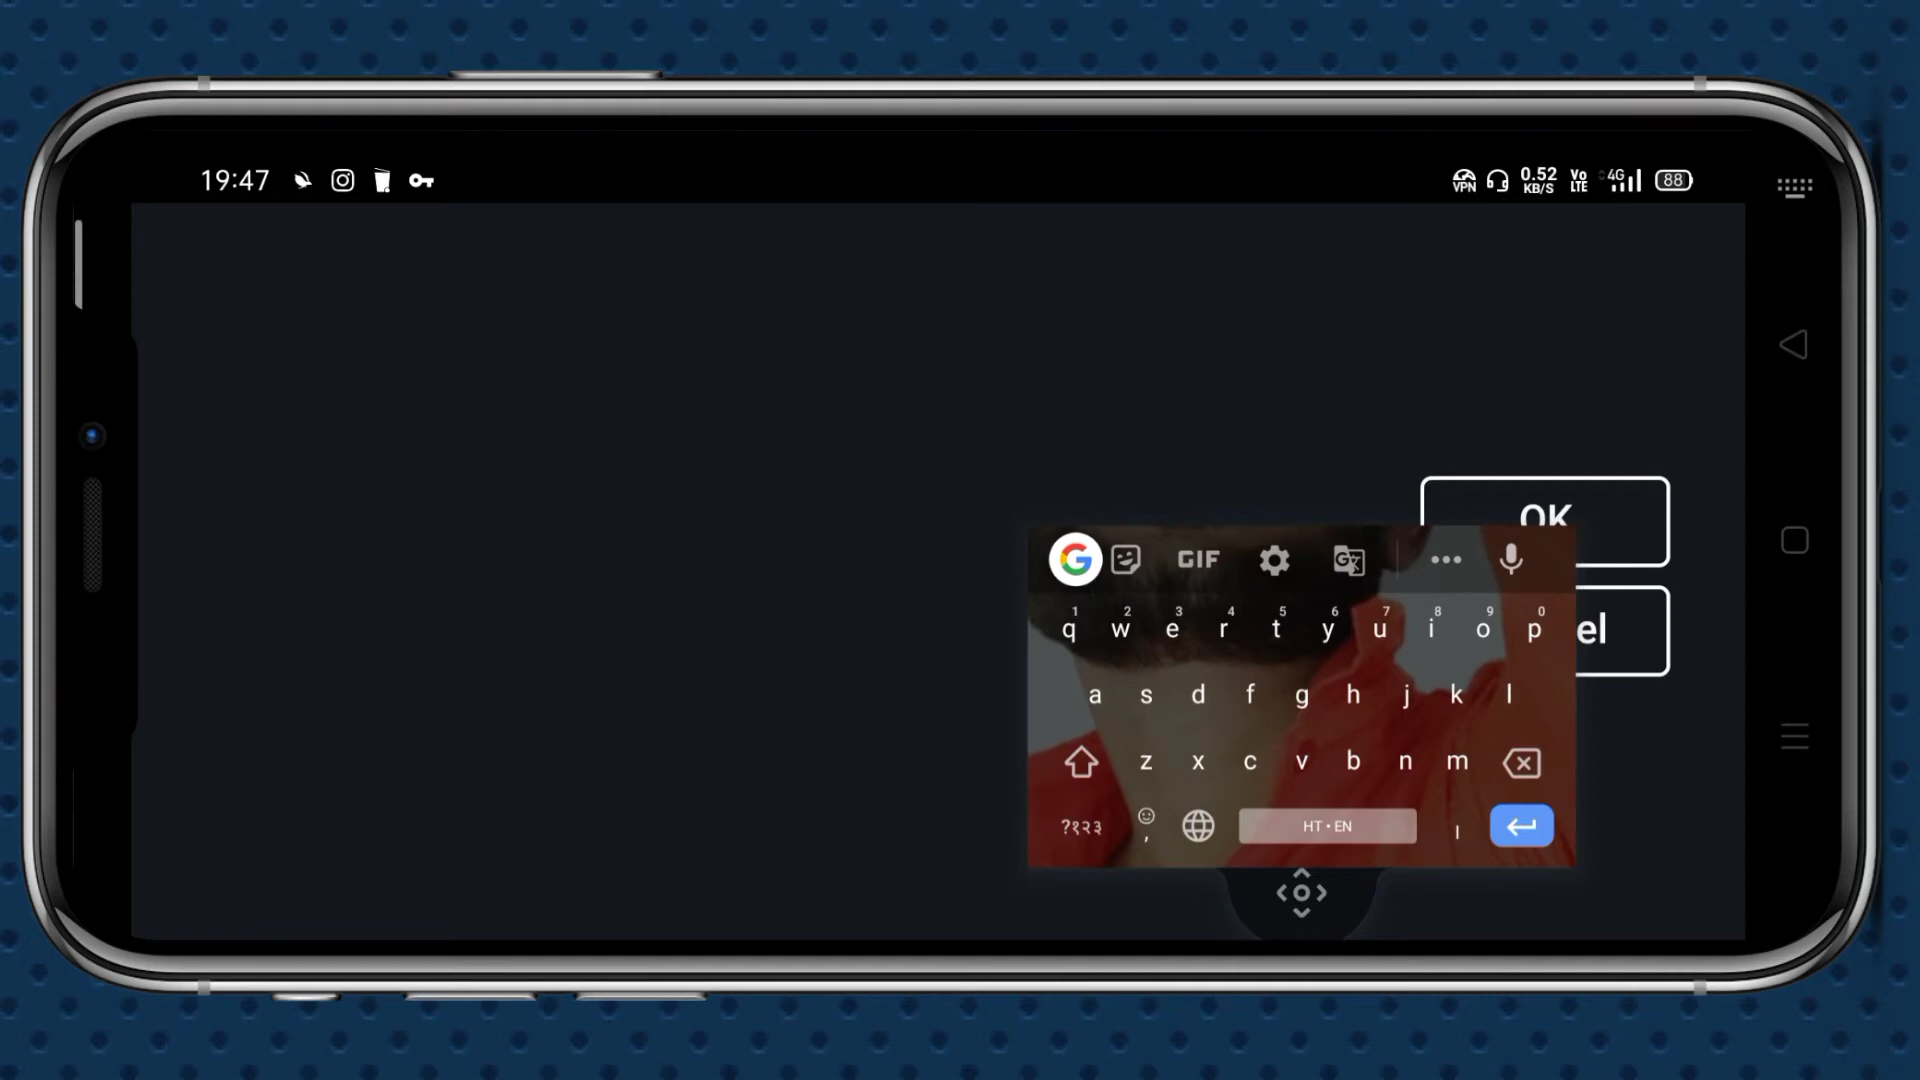 19:47
VPN 0.52 KB/S Vo LTE 4G 88
OK
el
GIF
1 2 3 4 5 6 7 8 9 0
q w e r t y u i o p
a s d f g h j k l
z x c v b n m
?१२३ , HT • EN ।